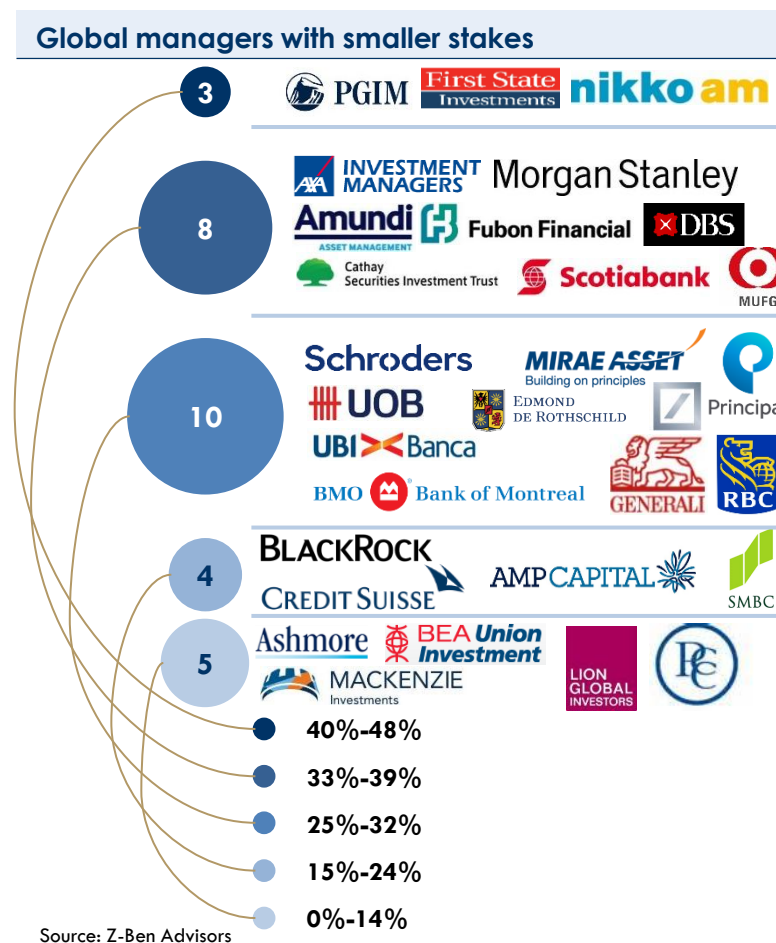 Global managers with smaller stakes
3
PGIM
First State
Investments
nikko am
8
AXA
INVESTMENT
MANAGERS
Morgan Stanley
Amundi
ASSET MANAGEMENT
Fubon Financial
DBS
Cathay
Securities Investment Trust
Scotiabank
MUFG
10
Schroders
MIRAE ASSET
Building on principles
Principa
UOB
EDMOND
DE ROTHSCHILD
UBI Banca
BMO Bank of Montreal
GENERALI
RBC
4
BLACKROCK
CREDIT SUISSE
AMP CAPITAL
SMBC
5
Ashmore
BEA Union
Investment
MACKENZIE
Investments
LION
GLOBAL
INVESTORS
PCC
40%-48%
33%-39%
25%-32%
15%-24%
0%-14%
Source: Z-Ben Advisors